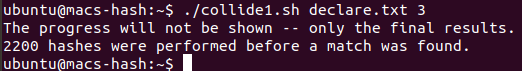 ubuntu@macs-hash:~$ ./collide1.sh declare.txt 3
The progress will not be shown -- only the final results.
2200 hashes were performed before a match was found.
ubuntu@macs-hash:~$